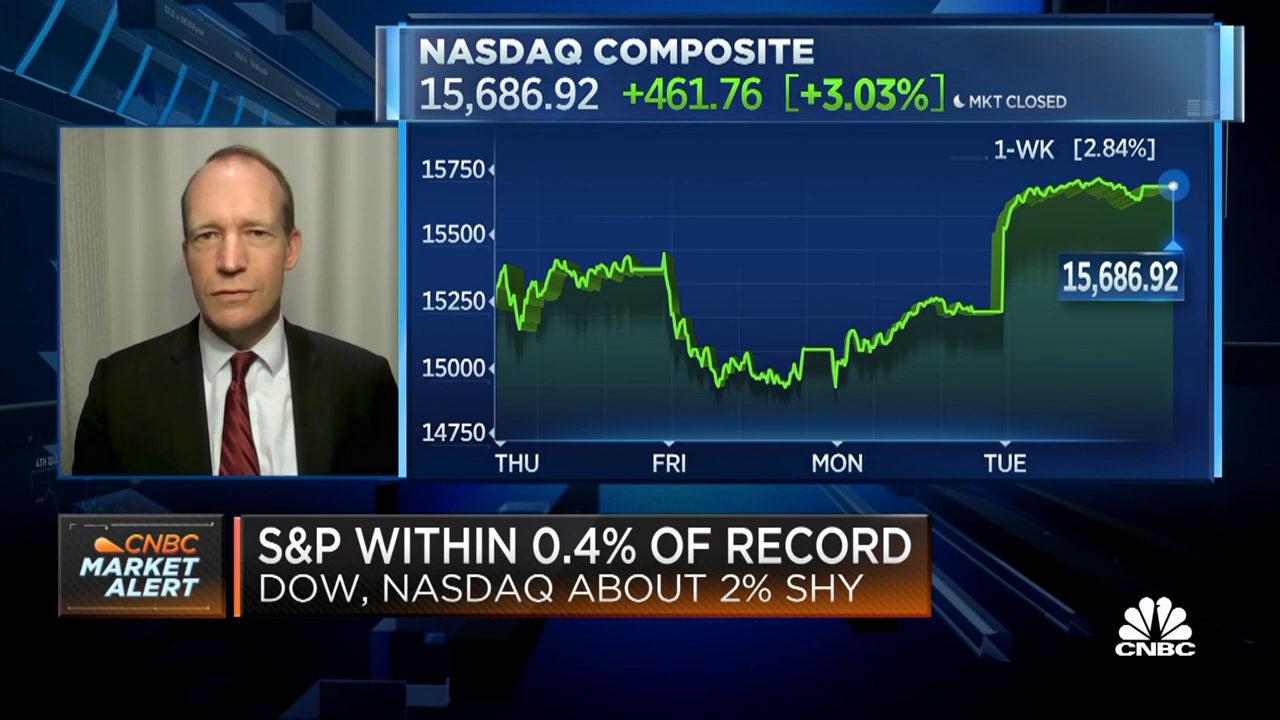 NASDAQ COMPOSITE
15,686.92 +461.76 [+3.03%] MKT CLOSED
1-WK [2.84%]
15750
15500
15250
15000
14750
15,686.92
THU FRI MON TUE
CNBC
MARKET
ALERT
S&P WITHIN 0.4% OF RECORD
DOW, NASDAQ ABOUT 2% SHY
CNBC